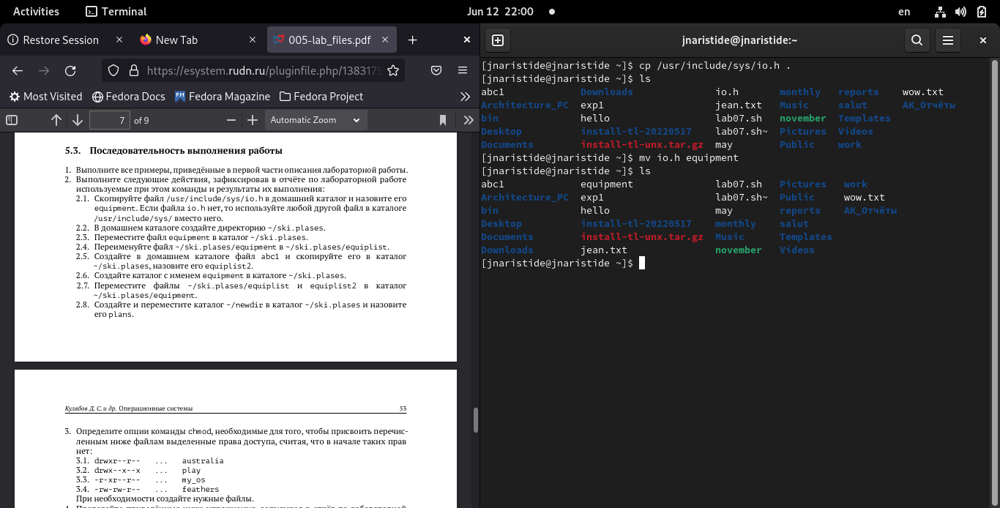 Activities Terminal Jun 12 22:00 en
Restore Session New Tab 005-lab_files.pdf
https://esystem.rudn.ru/pluginfile.php/1383175
Most Visited Fedora Docs Fedora Magazine Fedora Project
7 of 9 Automatic Zoom
5.3. Последовательность выполнения работы
1. Выполните все примеры, приведённые в первой части описания лабораторной работы.
2. Выполните следующие действия, зафиксировав в отчёте по лабораторной работе
используемые при этом команды и результаты их выполнения:
2.1. Скопируйте файл /usr/include/sys/io.h в домашний каталог и назовите его
equipment. Если файла io.h нет, то используйте любой другой файл в каталоге
/usr/include/sys/ вместо него.
2.2. В домашнем каталоге создайте директорию ~/ski.plases.
2.3. Переместите файл equipment в каталог ~/ski.plases.
2.4. Переименуйте файл ~/ski.plases/equipment в ~/ski.plases/equiplist.
2.5. Создайте в домашнем каталоге файл abc1 и скопируйте его в каталог
~/ski.plases, назовите его equiplist2.
2.6. Создайте каталог с именем equipment в каталоге ~/ski.plases.
2.7. Переместите файлы ~/ski.plases/equiplist и equiplist2 в каталог
~/ski.plases/equipment.
2.8. Создайте и переместите каталог ~/newdir в каталог ~/ski.plases и назовите
его plans.
Кулябов Д. С. и др. Операционные системы 53
3. Определите опции команды chmod, необходимые для того, чтобы присвоить перечис-
ленным ниже файлам выделенные права доступа, считая, что в начале таких прав
нет:
3.1. drwxr--r-- ... australia
3.2. drwx--x--x ... play
3.3. -r-xr--r-- ... my_os
3.4. -rw-rw-r-- ... feathers
При необходимости создайте нужные файлы.
jnaristide@jnaristide:~
[jnaristide@jnaristide ~]$ cp /usr/include/sys/io.h .
[jnaristide@jnaristide ~]$ ls
abc1 Downloads io.h monthly reports wow.txt
Architecture_PC exp1 jean.txt Music salut АК_Отчёты
bin hello lab07.sh november Templates
Desktop install-tl-20220517 lab07.sh~ Pictures Videos
Documents install-tl-unx.tar.gz may Public work
[jnaristide@jnaristide ~]$ mv io.h equipment
[jnaristide@jnaristide ~]$ ls
abc1 equipment lab07.sh Pictures work
Architecture_PC exp1 lab07.sh~ Public wow.txt
bin hello may reports АК_Отчёты
Desktop install-tl-20220517 monthly salut
Documents install-tl-unx.tar.gz Music Templates
Downloads jean.txt november Videos
[jnaristide@jnaristide ~]$